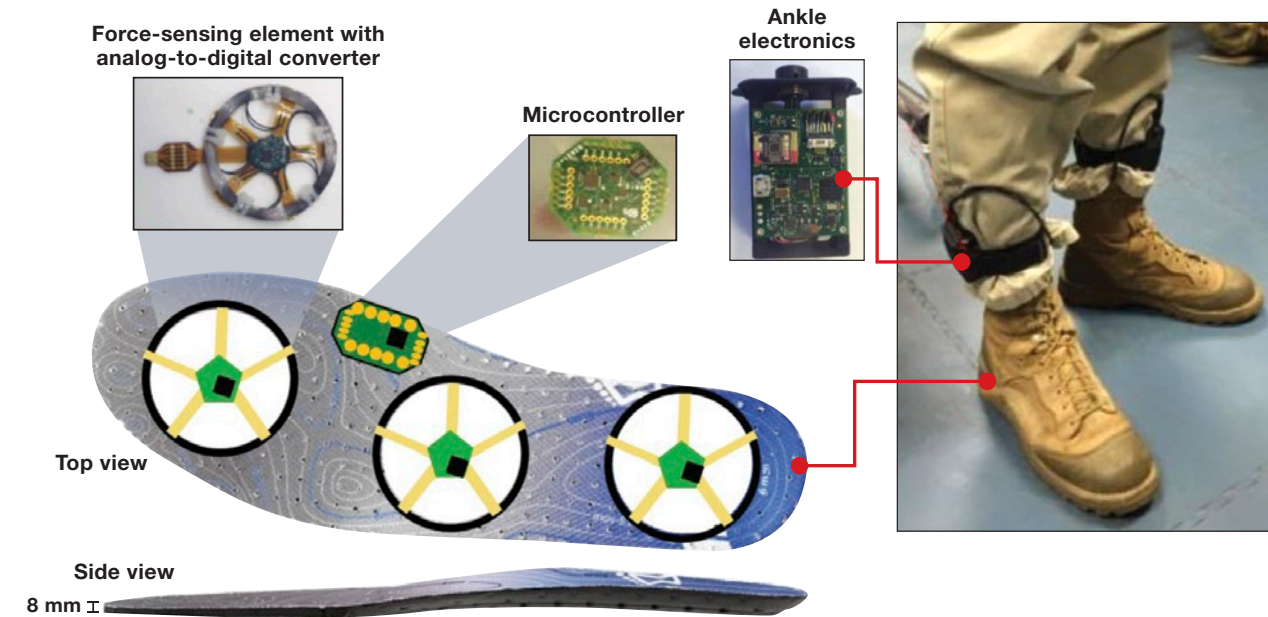 Force-sensing element with
analog-to-digital converter
Microcontroller
Ankle
electronics
Top view
Side view
8 mm